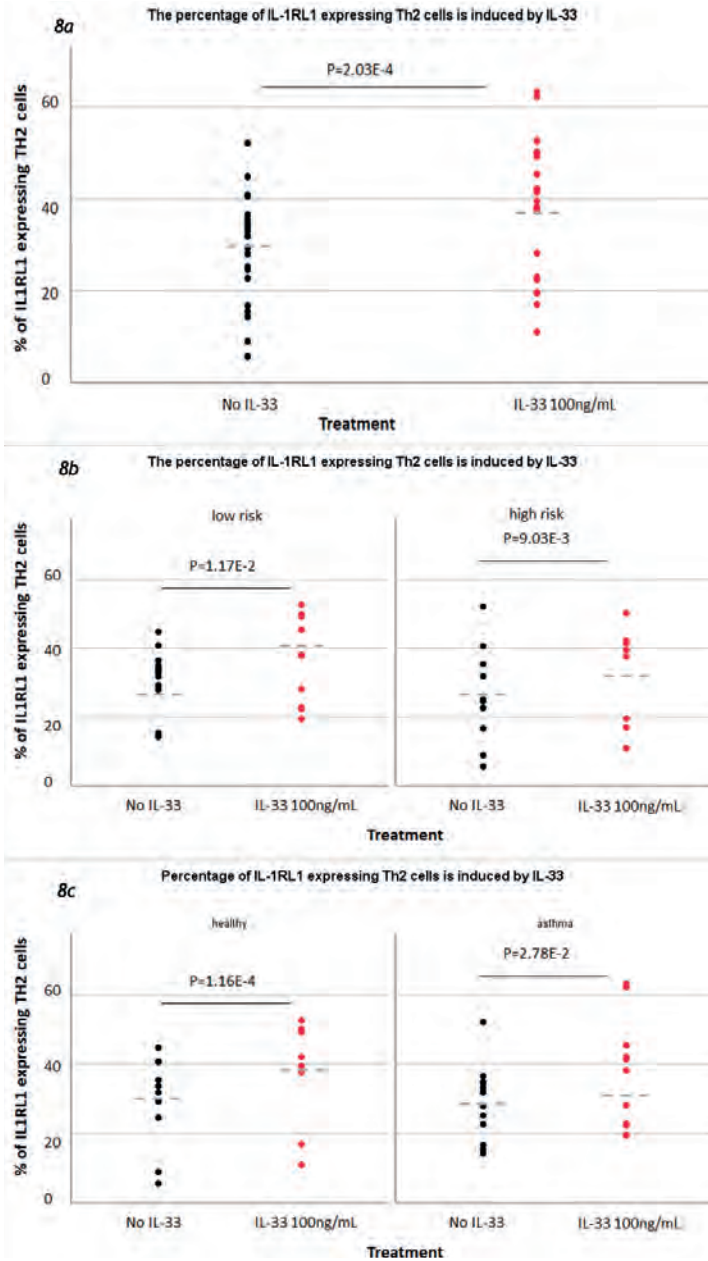 8a
The percentage of IL-1RL1 expressing Th2 cells is induced by IL-33
P=2.03E-4
% of IL1RL1 expressing TH2 cells
60
40
20
0
No IL-33
IL-33 100ng/mL
Treatment
8b
The percentage of IL-1RL1 expressing Th2 cells is induced by IL-33
low risk
high risk
P=1.17E-2
P=9.03E-3
% of IL1RL1 expressing TH2 cells
60
40
20
0
No IL-33
IL-33 100ng/mL
No IL-33
IL-33 100ng/mL
Treatment
8c
Percentage of IL-1RL1 expressing Th2 cells is induced by IL-33
healthy
asthma
P=1.16E-4
P=2.78E-2
% of IL1RL1 expressing TH2 cells
60
40
20
0
No IL-33
IL-33 100ng/mL
No IL-33
IL-33 100ng/mL
Treatment